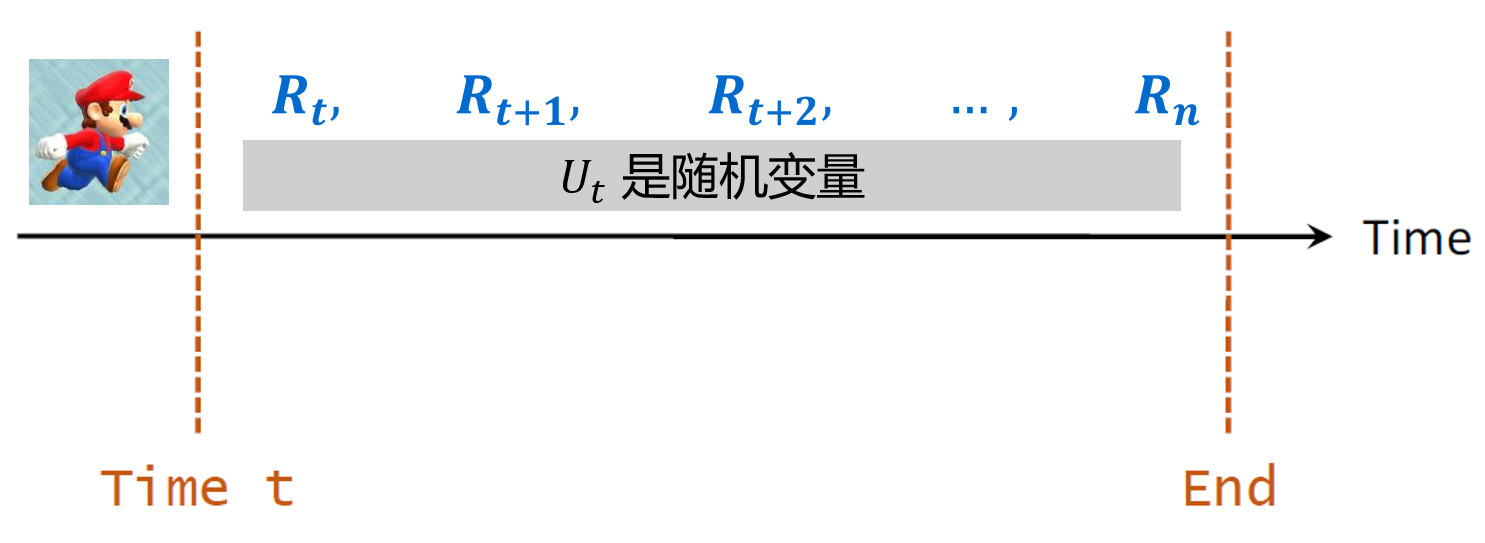 R_t, R_{t+1}, R_{t+2}, … , R_n
U_t 是随机变量
Time
Time t
End